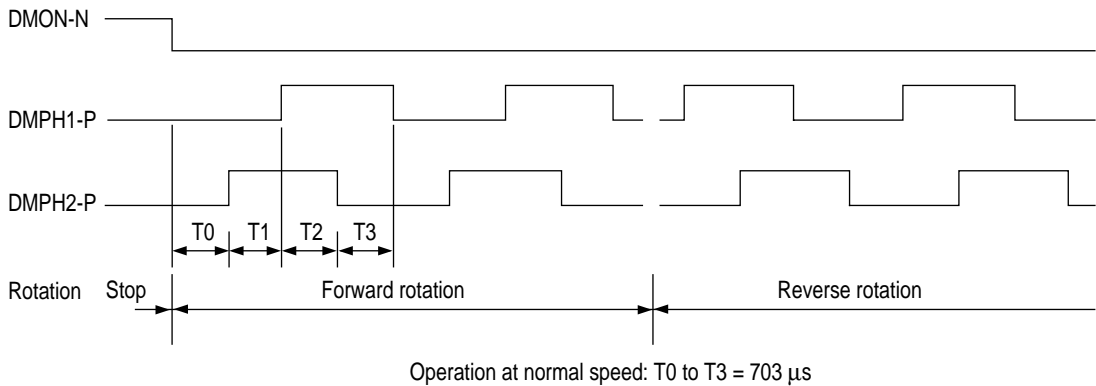 DMON-N
DMPH1-P
DMPH2-P
T0 T1 T2 T3
Rotation Stop Forward rotation Reverse rotation
Operation at normal speed: T0 to T3 = 703 μs